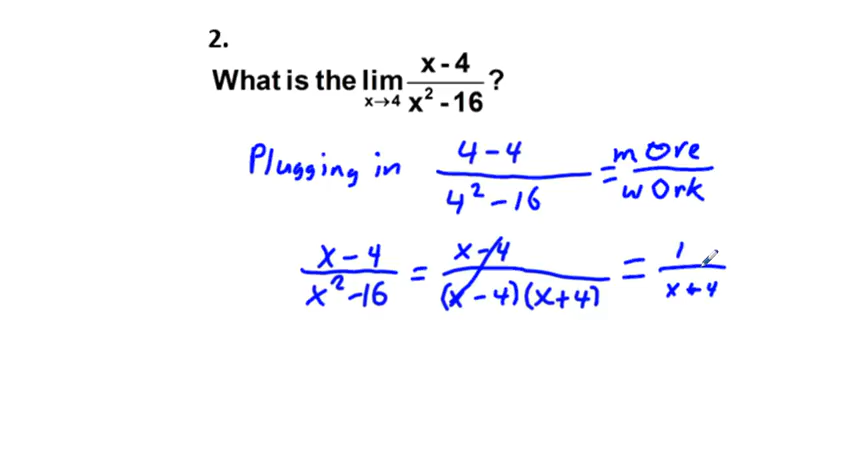 2.
What is the lim x→4 (x - 4)/(x² - 16) ?
Plugging in (4 - 4)/(4² - 16) = more/work
(x - 4)/(x² - 16) = (x - 4)/((x - 4)(x + 4)) = 1/(x + 4)